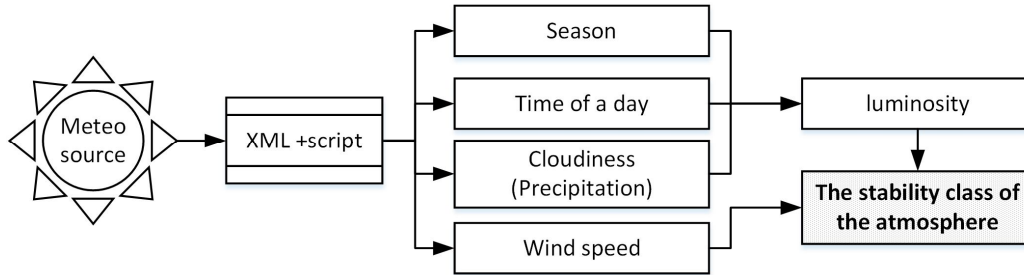 Meteo
source
XML +script
Season
Time of a day
Cloudiness
(Precipitation)
Wind speed
luminosity
The stability class of
the atmosphere